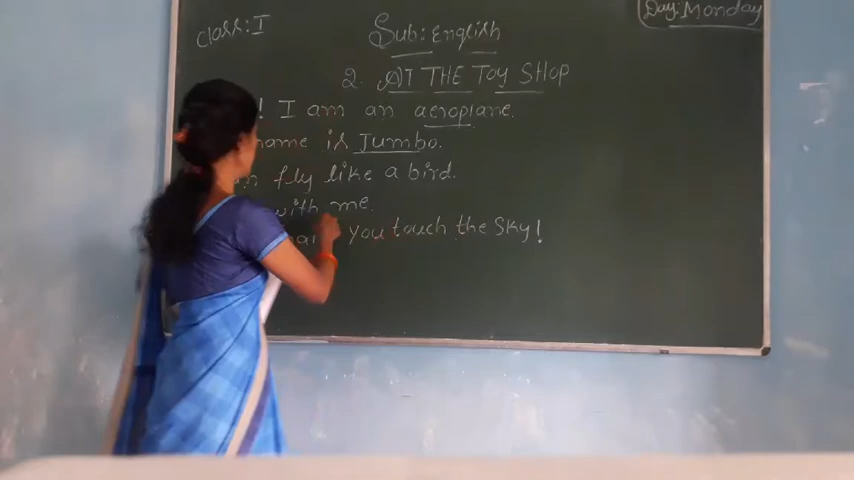 Class: I
Sub: English
Day: Monday
2. AT THE TOY SHOP
! I am an aeroplane.
name is Jumbo.
fly like a bird.
with me.
you touch the Sky!